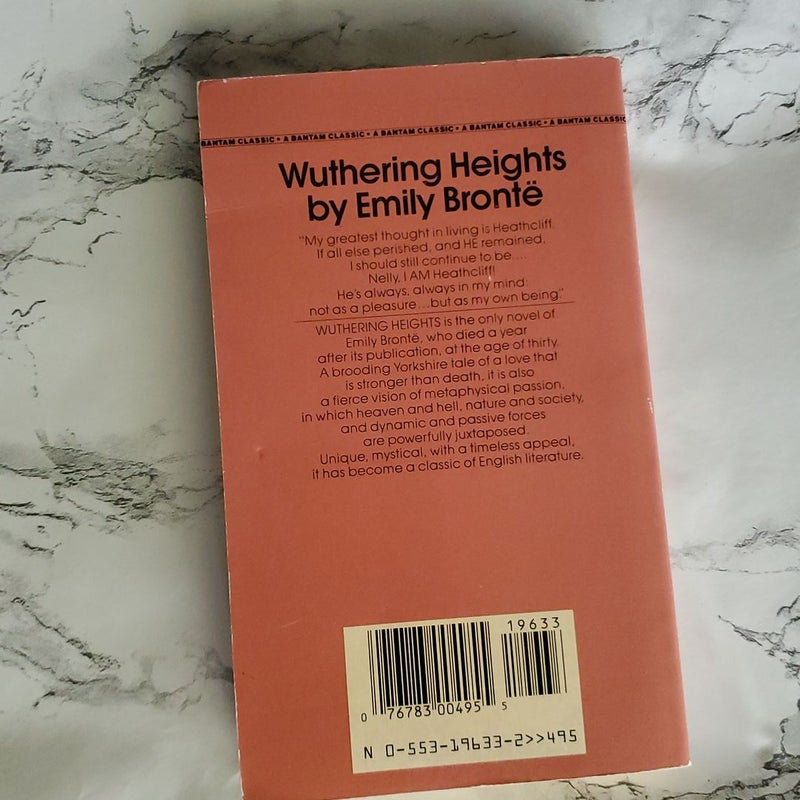 BANTAM CLASSIC • A BANTAM CLASSIC • A BANTAM CLASSIC • A BANTAM CLASSIC • A BANTAM CLASSIC
Wuthering Heights
by Emily Brontë
"My greatest thought in living is Heathcliff.
If all else perished, and HE remained,
I should still continue to be....
Nelly, I AM Heathcliff!
He's always, always in my mind:
not as a pleasure...but as my own being."
WUTHERING HEIGHTS is the only novel of
Emily Brontë, who died a year
after its publication, at the age of thirty.
A brooding Yorkshire tale of a love that
is stronger than death, it is also
a fierce vision of metaphysical passion,
in which heaven and hell, nature and society,
and dynamic and passive forces
are powerfully juxtaposed.
Unique, mystical, with a timeless appeal,
it has become a classic of English literature.
19633
0 76783 00495 5
N 0-553-19633-2>>495